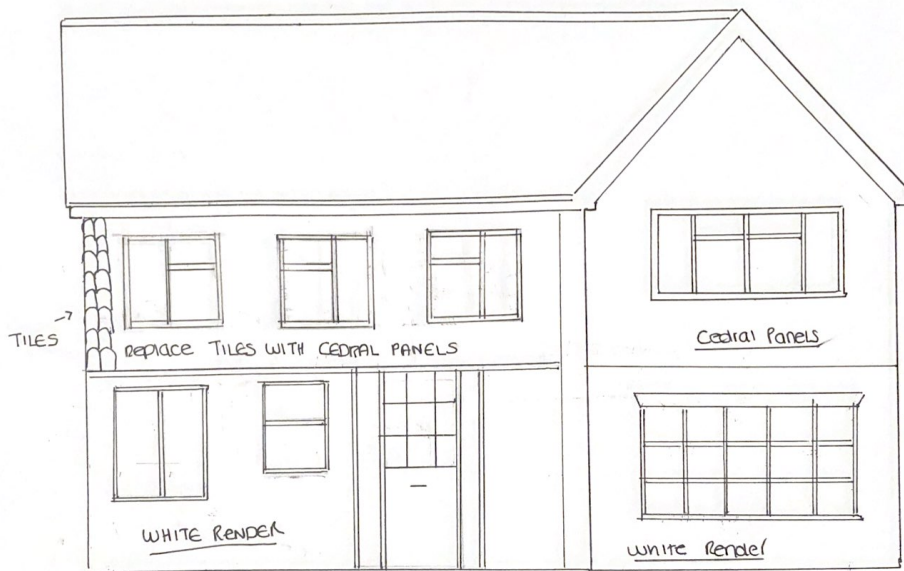 TILES
REPLACE TILES WITH CEDRAL PANELS
Cedral Panels
WHITE RENDER
White Render